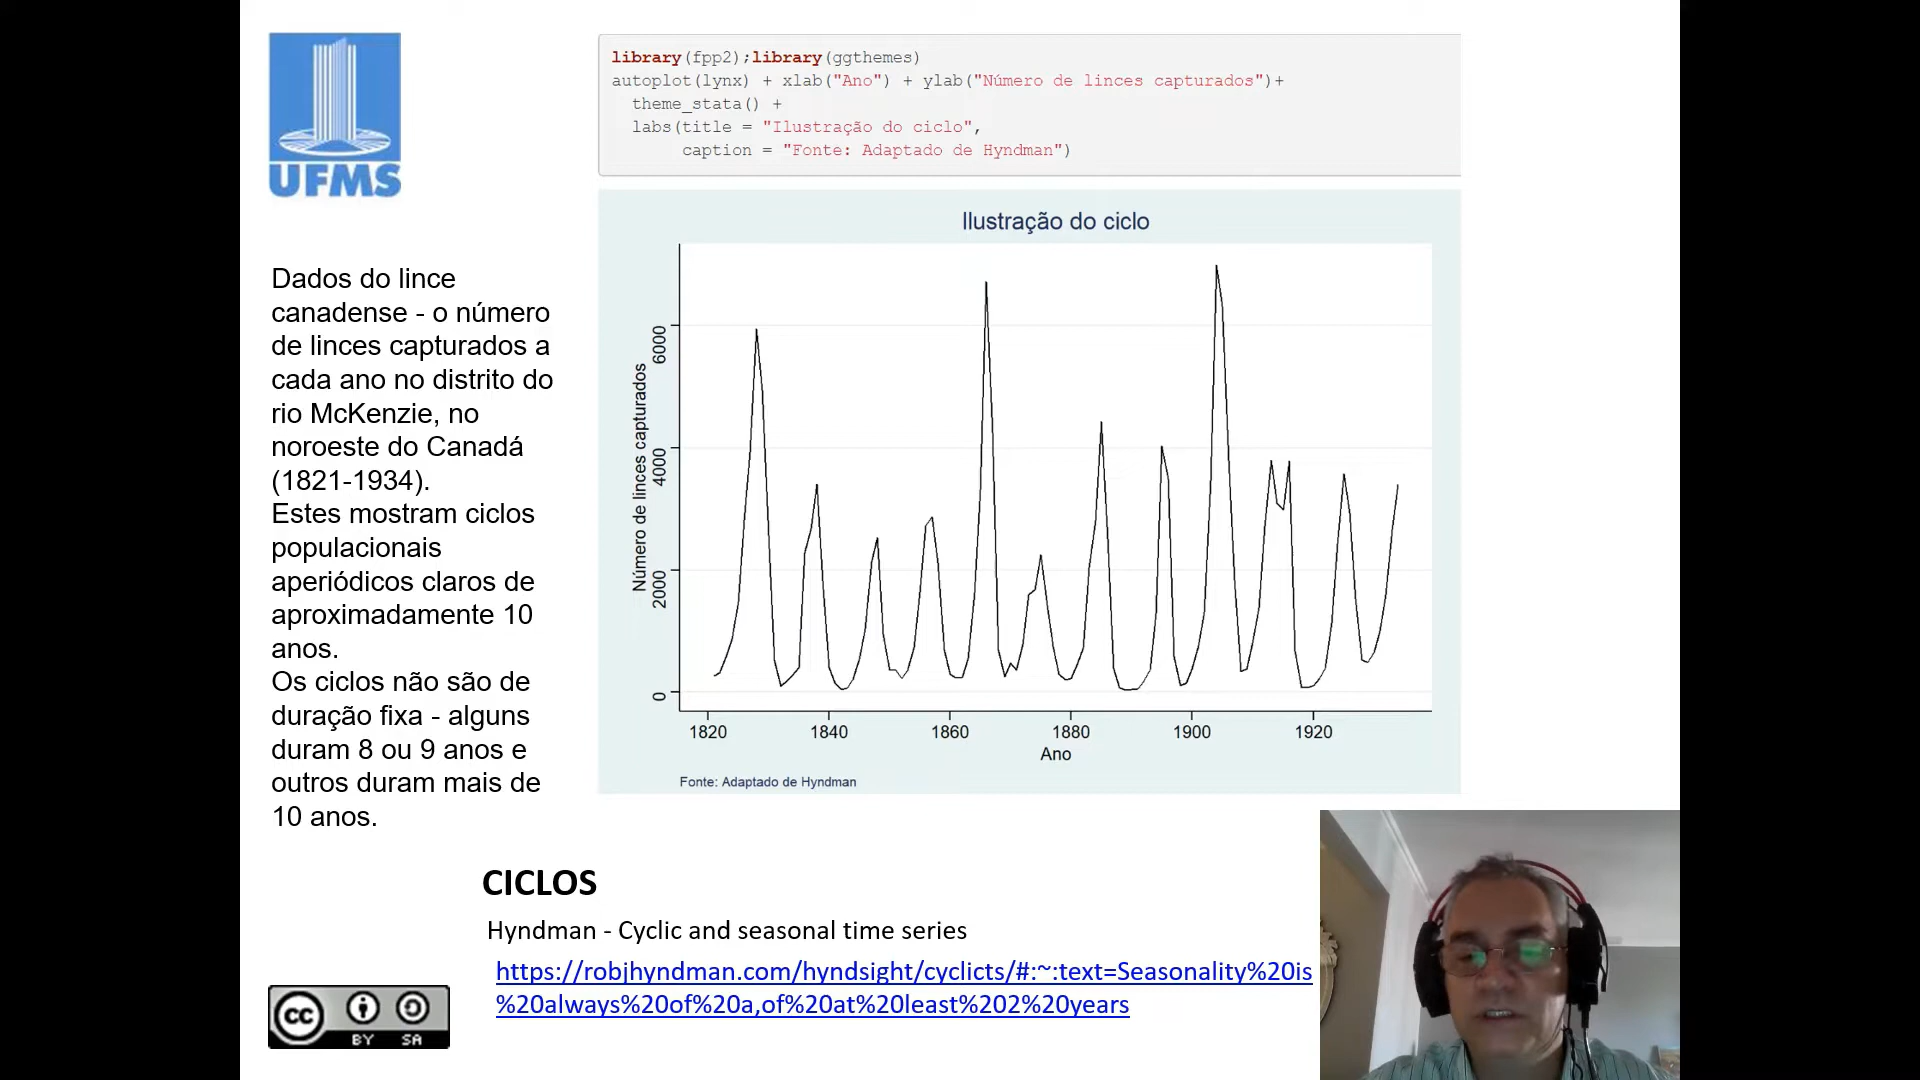 UFMS
library(fpp2);library(ggthemes)
autoplot(lynx) + xlab("Ano") + ylab("Número de linces capturados")+
theme_stata() +
labs(title = "Ilustração do ciclo",
caption = "Fonte: Adaptado de Hyndman")
Dados do lince
canadense - o número
de linces capturados a
cada ano no distrito do
rio McKenzie, no
noroeste do Canadá
(1821-1934).
Estes mostram ciclos
populacionais
aperiódicos claros de
aproximadamente 10
anos.
Os ciclos não são de
duração fixa - alguns
duram 8 ou 9 anos e
outros duram mais de
10 anos.
Ilustração do ciclo
Número de linces capturados
6000
4000
2000
0
1820 1840 1860 1880 1900 1920
Ano
Fonte: Adaptado de Hyndman
CICLOS
Hyndman - Cyclic and seasonal time series
https://robjhyndman.com/hyndsight/cyclicts/#:~:text=Seasonality%20is
%20always%20of%20a,of%20at%20least%202%20years
cc
BY SA